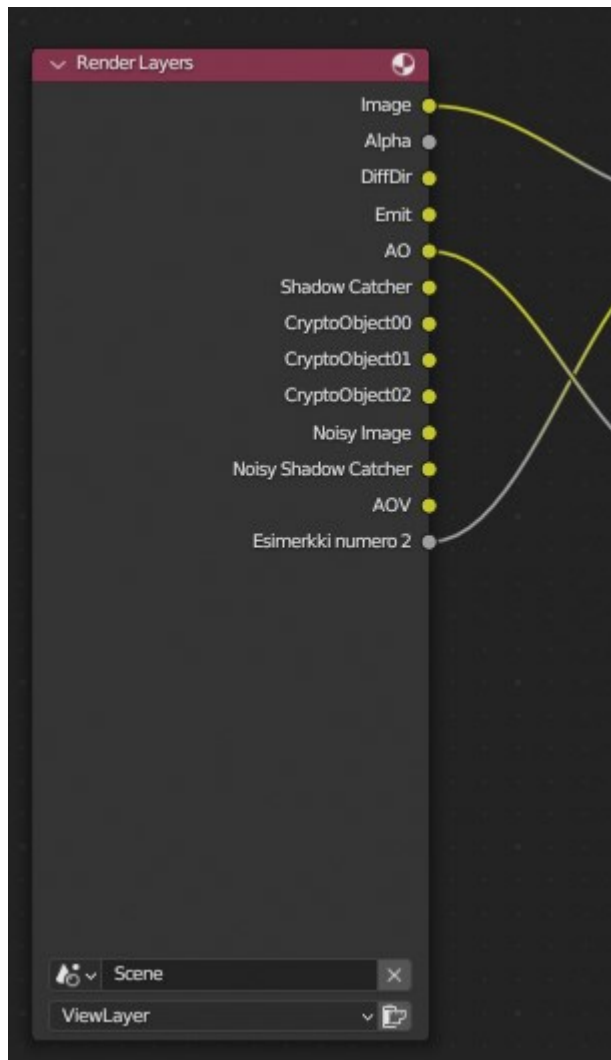 Render Layers
Image
Alpha
DiffDir
Emit
AO
Shadow Catcher
CryptoObject00
CryptoObject01
CryptoObject02
Noisy Image
Noisy Shadow Catcher
AOV
Esimerkki numero 2
Scene
ViewLayer